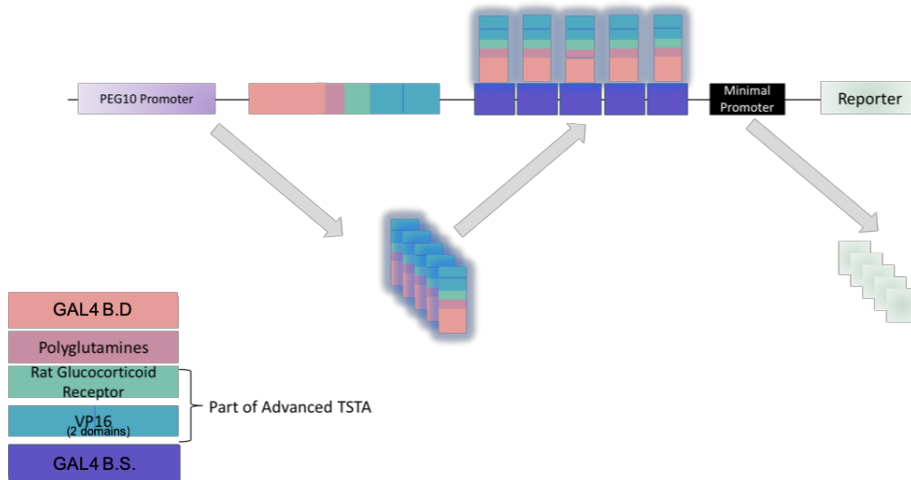 PEG10 Promoter
Minimal
Promoter
Reporter
GAL4 B.D
Polyglutamines
Rat Glucocorticoid
Receptor
VP16
(2 domains)
Part of Advanced TSTA
GAL4 B.S.